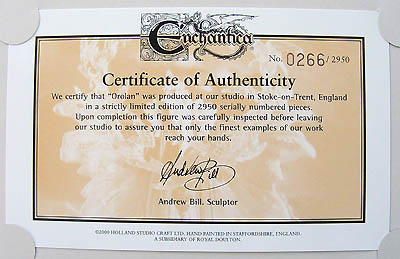 Enchantica
No. 0266/2950
Certificate of Authenticity
We certify that "Orolan" was produced at our studio in Stoke-on-Trent, England
in a strictly limited edition of 2950 serially numbered pieces.
Upon completion this figure was carefully inspected before leaving
our studio to assure you that only the finest examples of our work
reach your hands.
Andrew Bill
Andrew Bill, Sculptor
©2000 HOLLAND STUDIO CRAFT LTD. HAND PAINTED IN STAFFORDSHIRE, ENGLAND.
A SUBSIDIARY OF ROYAL DOULTON.